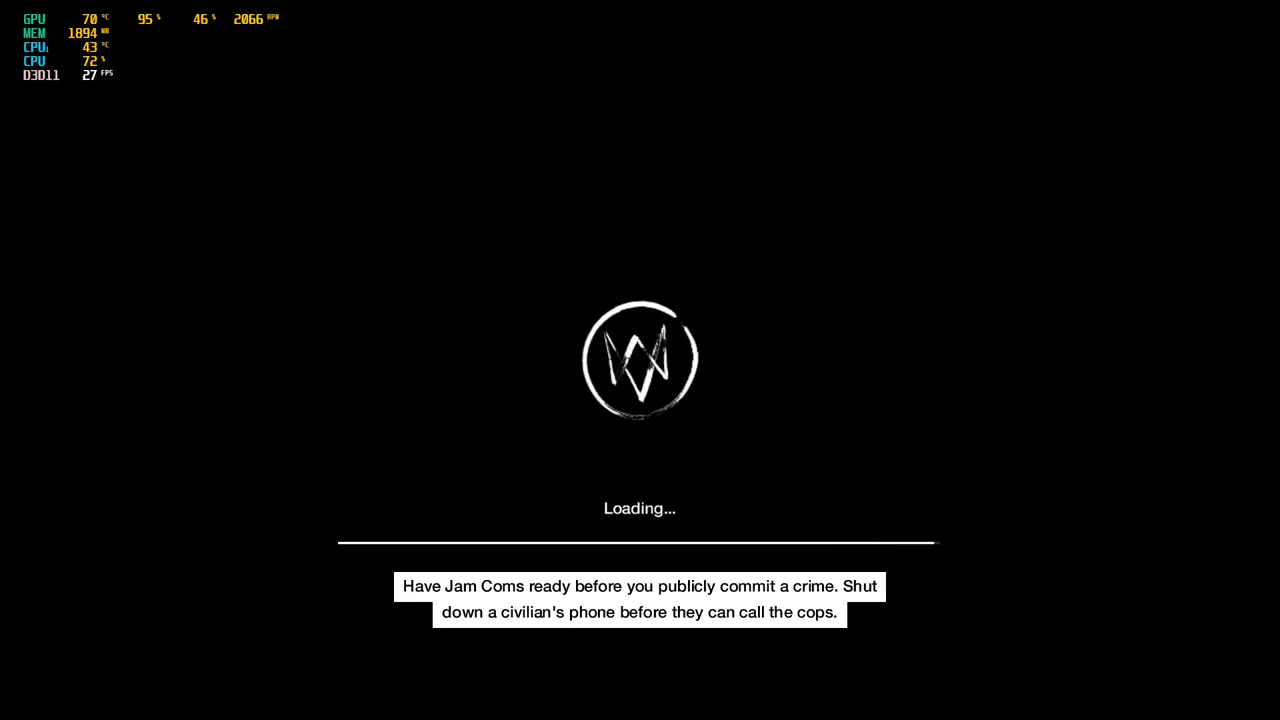 GPU 70 °C 95 % 46 % 2066 RPM
MEM 1894 MB
CPU1 43 °C
CPU 72 %
D3D11 27 FPS
Loading...
Have Jam Coms ready before you publicly commit a crime. Shut
down a civilian's phone before they can call the cops.